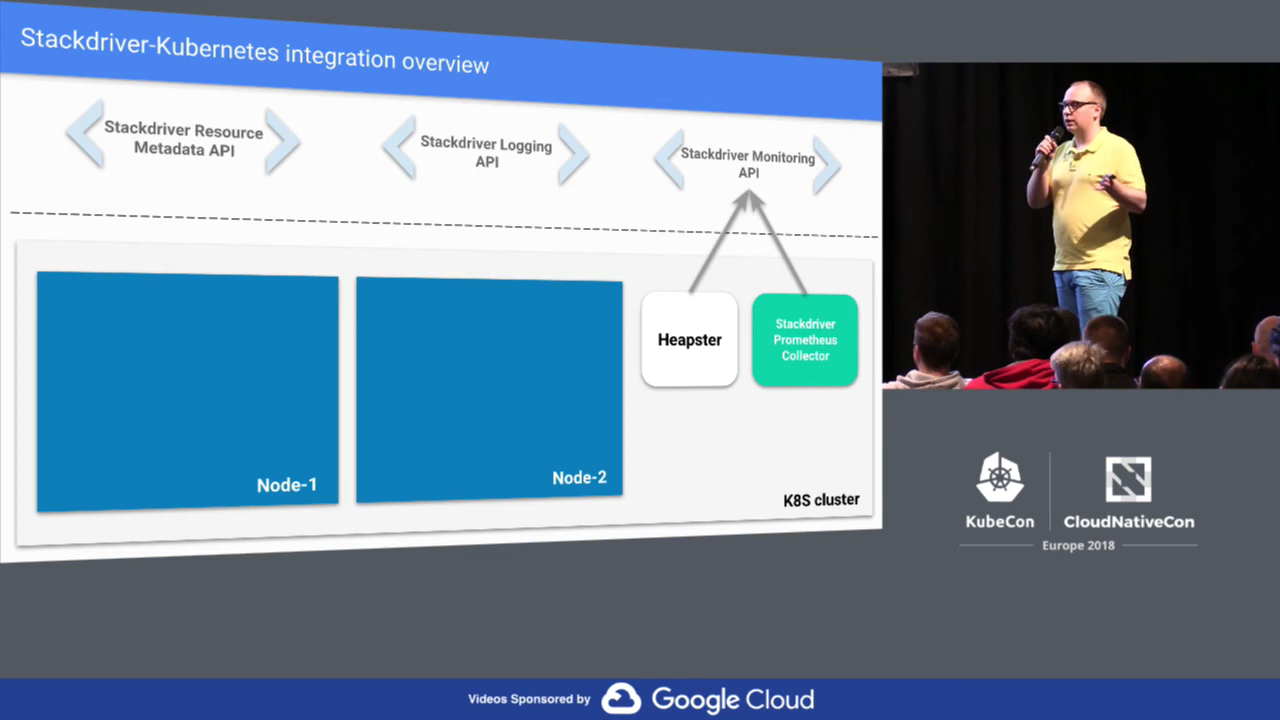 Stackdriver-Kubernetes integration overview
Stackdriver Resource
Metadata API
Stackdriver Logging
API
Stackdriver Monitoring
API
Heapster
Stackdriver
Prometheus
Collector
Node-1
Node-2
K8S cluster
KubeCon
CloudNativeCon
Europe 2018
Videos Sponsored by
Google Cloud